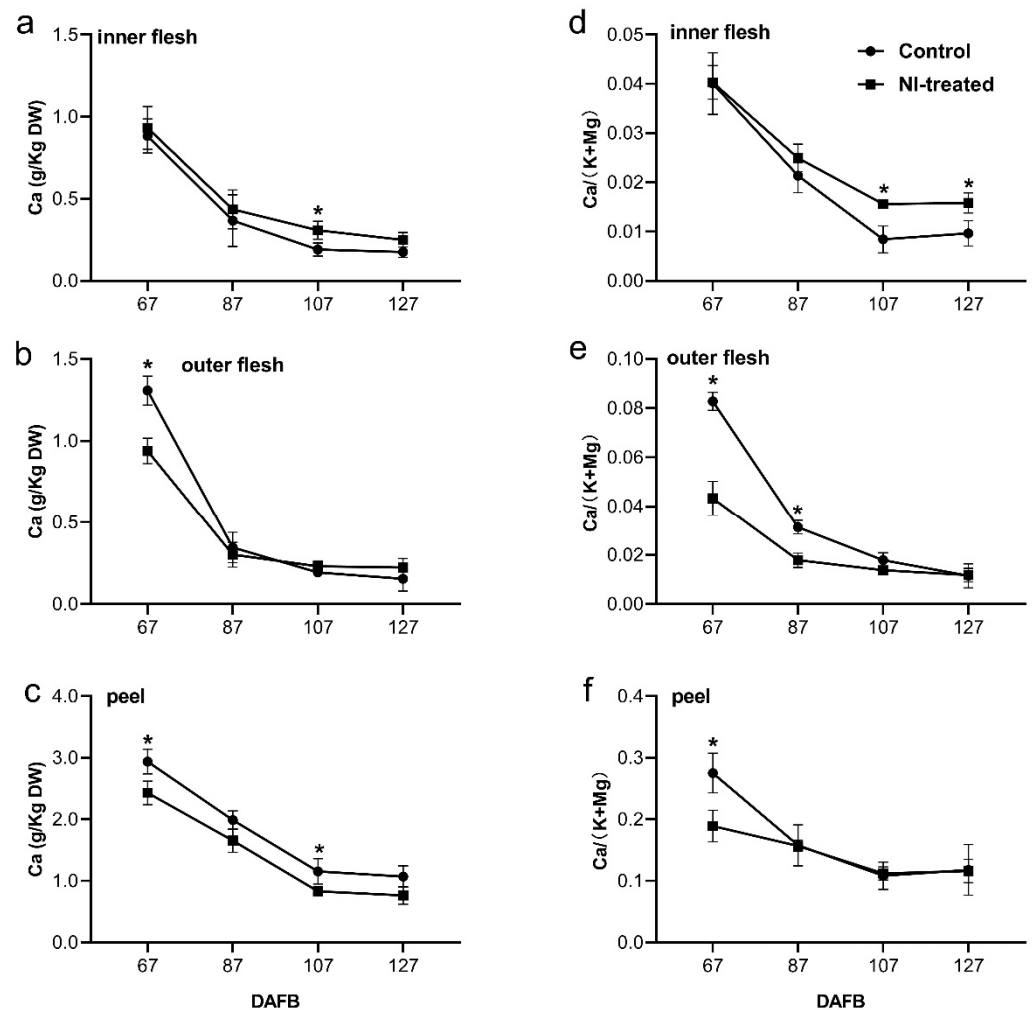 a
inner flesh
Ca (g/Kg DW)
1.5
1.0
0.5
0.0
67 87 107 127
*
d
inner flesh
Control
NI-treated
Ca/(K+Mg)
0.05
0.04
0.03
0.02
0.01
0.00
67 87 107 127
* *
b
outer flesh
Ca (g/Kg DW)
1.5
1.0
0.5
0.0
67 87 107 127
*
e
outer flesh
Ca/(K+Mg)
0.10
0.08
0.06
0.04
0.02
0.00
67 87 107 127
*
*
c
peel
Ca (g/Kg DW)
4.0
3.0
2.0
1.0
0.0
67 87 107 127
*
*
DAFB
f
peel
Ca/(K+Mg)
0.4
0.3
0.2
0.1
0.0
67 87 107 127
*
DAFB